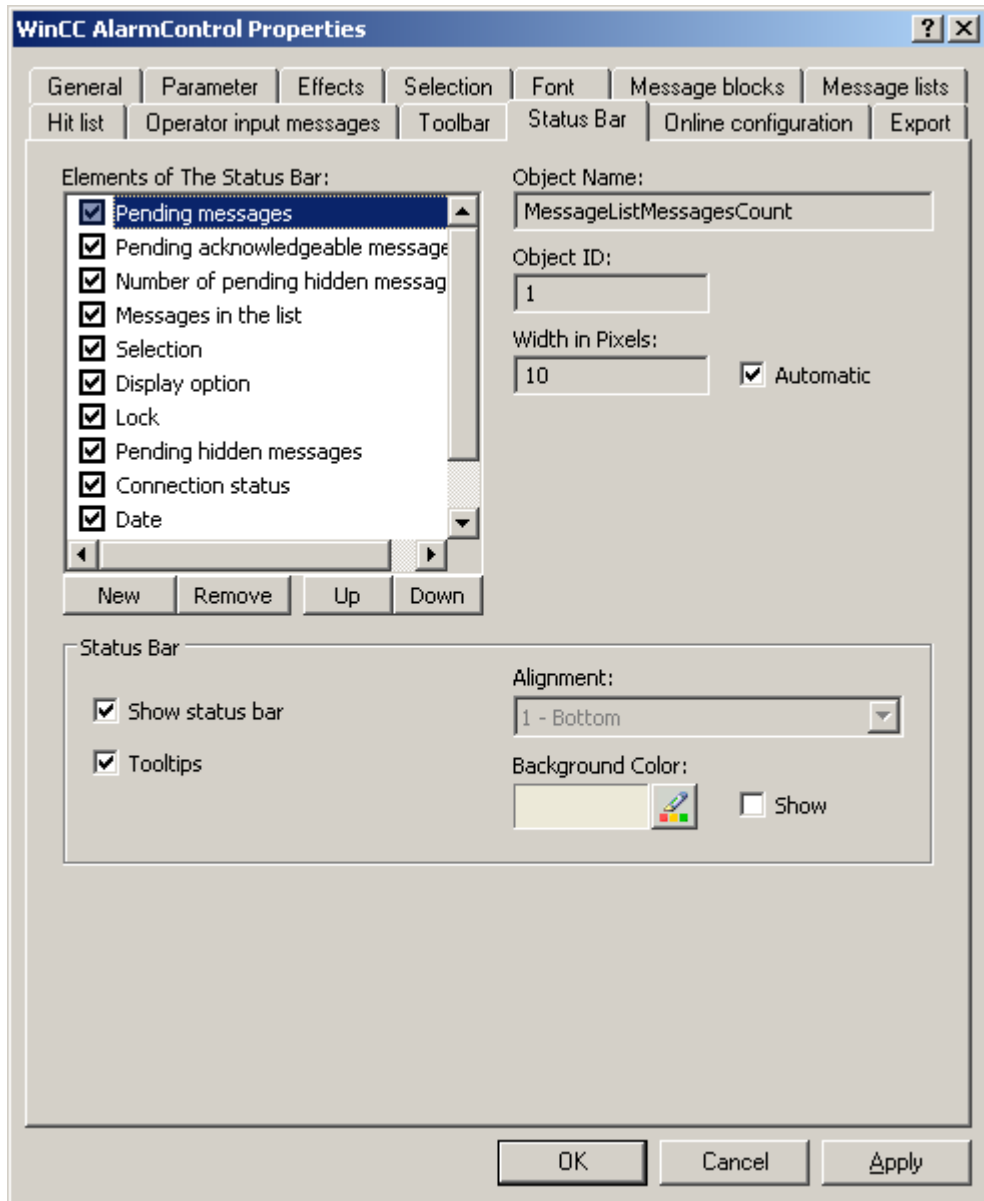 WinCC AlarmControl Properties
General Parameter Effects Selection Font Message blocks Message lists
Hit list Operator input messages Toolbar Status Bar Online configuration Export
Elements of The Status Bar:
Pending messages
Pending acknowledgeable message
Number of pending hidden messag
Messages in the list
Selection
Display option
Lock
Pending hidden messages
Connection status
Date
New Remove Up Down
Object Name:
MessageListMessagesCount
Object ID:
1
Width in Pixels:
10 Automatic
Status Bar
Show status bar
Tooltips
Alignment:
1 - Bottom
Background Color:
Show
OK Cancel Apply